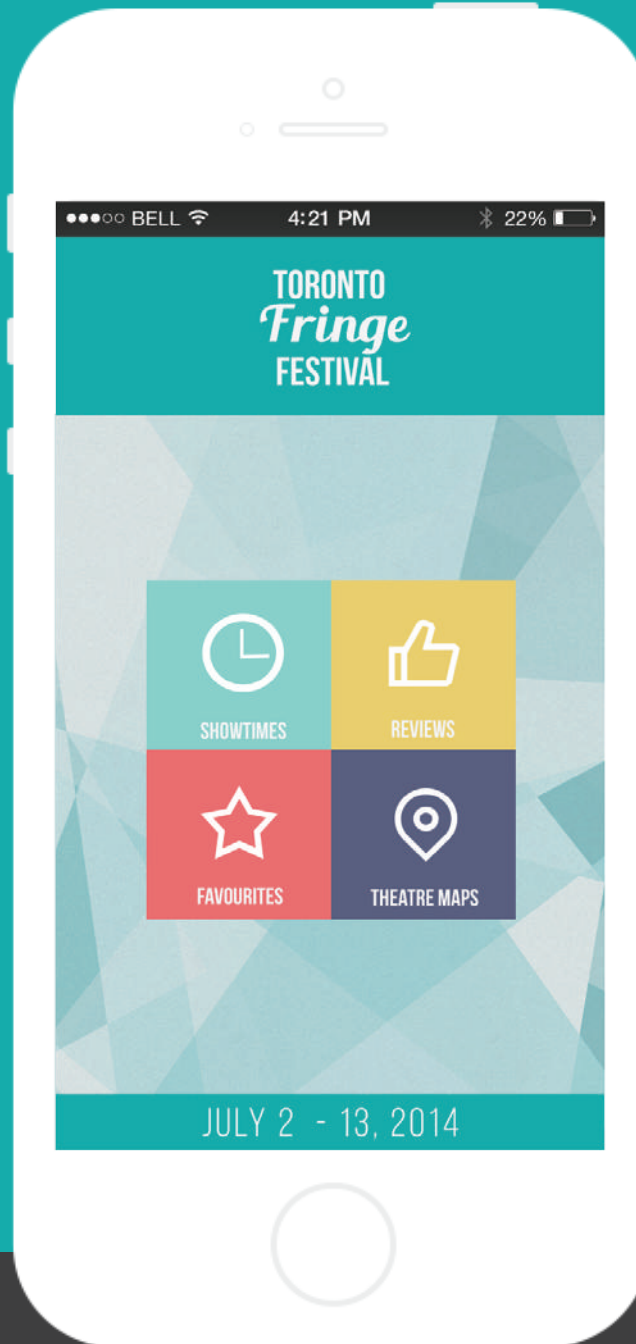 BELL 4:21 PM 22%
TORONTO
Fringe
FESTIVAL
SHOWTIMES REVIEWS
FAVOURITES THEATRE MAPS
JULY 2 - 13, 2014